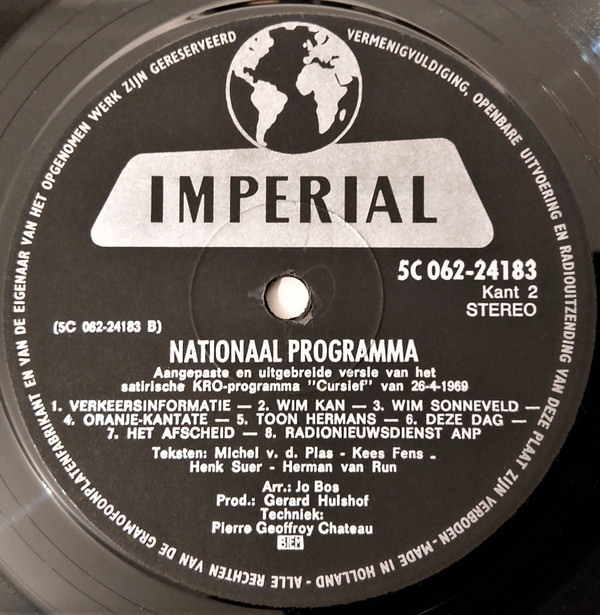 ALLE RECHTEN VAN DE GRAMOFOONPLATENFABRIKANT EN VAN DE EIGENAAR VAN HET OPGENOMEN WERK ZIJN GERESERVEERD
VERMENIGVULDIGING, OPENBARE UITVOERING EN RADIOUITZENDING VAN DEZE PLAAT ZIJN VERBODEN - MADE IN HOLLAND -
IMPERIAL
5C 062-24183
Kant 2
STEREO
(5C 062-24183 B)
NATIONAAL PROGRAMMA
Aangepaste en uitgebreide versie van het
satirische KRO-programma "Cursief" van 26-4-1969
1. VERKEERSINFORMATIE — 2. WIM KAN — 3. WIM SONNEVELD —
4. ORANJE-KANTATE — 5. TOON HERMANS — 6. DEZE DAG —
7. HET AFSCHEID — 8. RADIONIEUWSDIENST ANP
Teksten: Michel v. d. Plas - Kees Fens -
Henk Suer - Herman van Run
Arr.: Jo Bos
Prod.: Gerard Hulshof
Techniek:
Pierre Geoffroy Chateau
BIEM